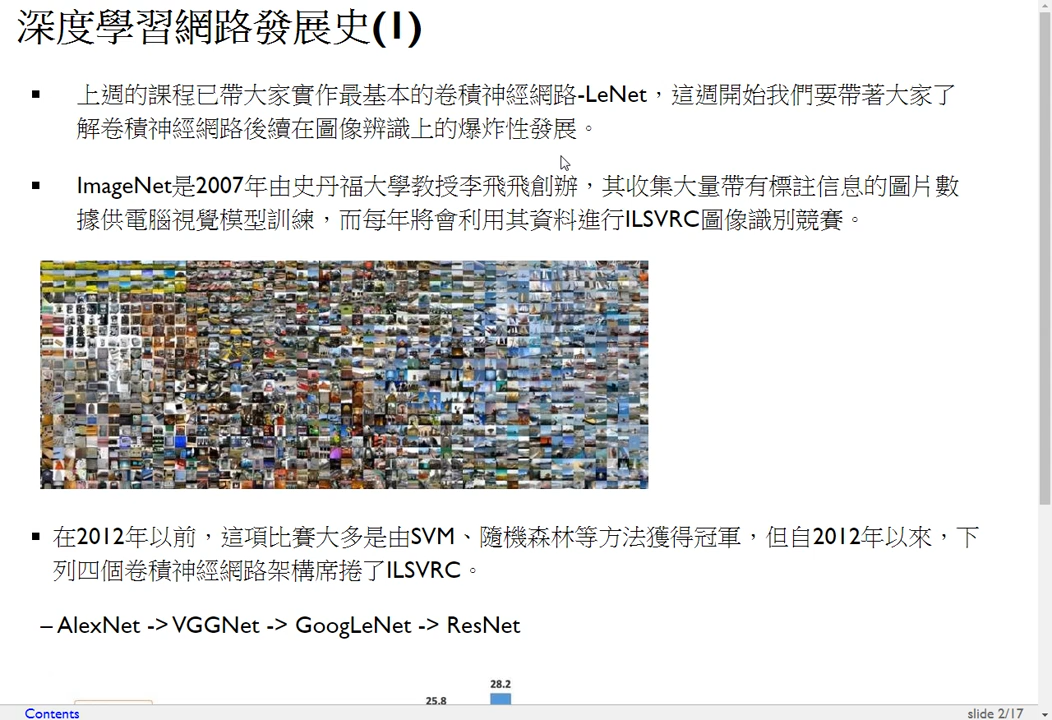 深度學習網路發展史(1)
上週的課程已帶大家實作最基本的卷積神經網路-LeNet，這週開始我們要帶著大家了
解卷積神經網路後續在圖像辨識上的爆炸性發展。
ImageNet是2007年由史丹福大學教授李飛飛創辦，其收集大量帶有標註信息的圖片數
據供電腦視覺模型訓練，而每年將會利用其資料進行ILSVRC圖像識別競賽。
在2012年以前，這項比賽大多是由SVM、隨機森林等方法獲得冠軍，但自2012年以來，下
列四個卷積神經網路架構席捲了ILSVRC。
– AlexNet -> VGGNet -> GoogLeNet -> ResNet
28.2
25.8
Contents
slide 2/17